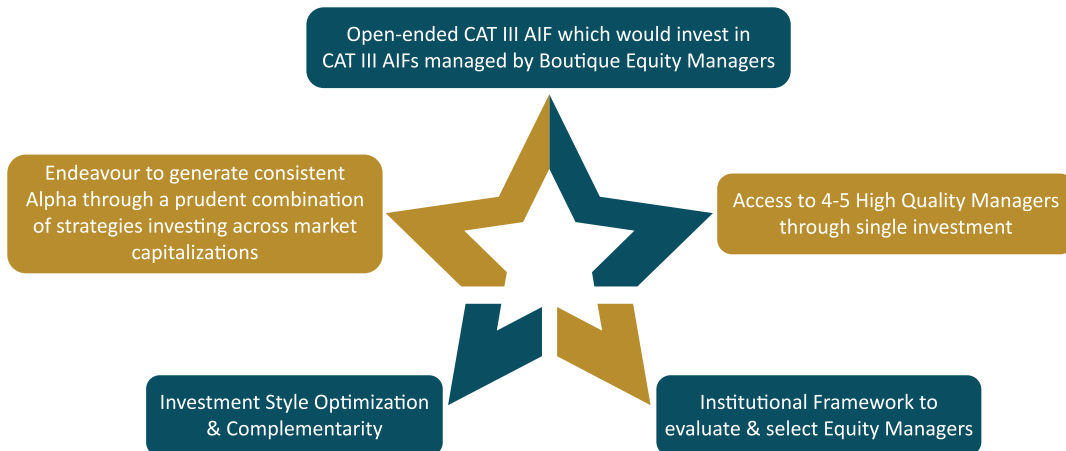 Open-ended CAT III AIF which would invest in
CAT III AIFs managed by Boutique Equity Managers
Endeavour to generate consistent
Alpha through a prudent combination
of strategies investing across market
capitalizations
Access to 4-5 High Quality Managers
through single investment
Investment Style Optimization
& Complementarity
Institutional Framework to
evaluate & select Equity Managers